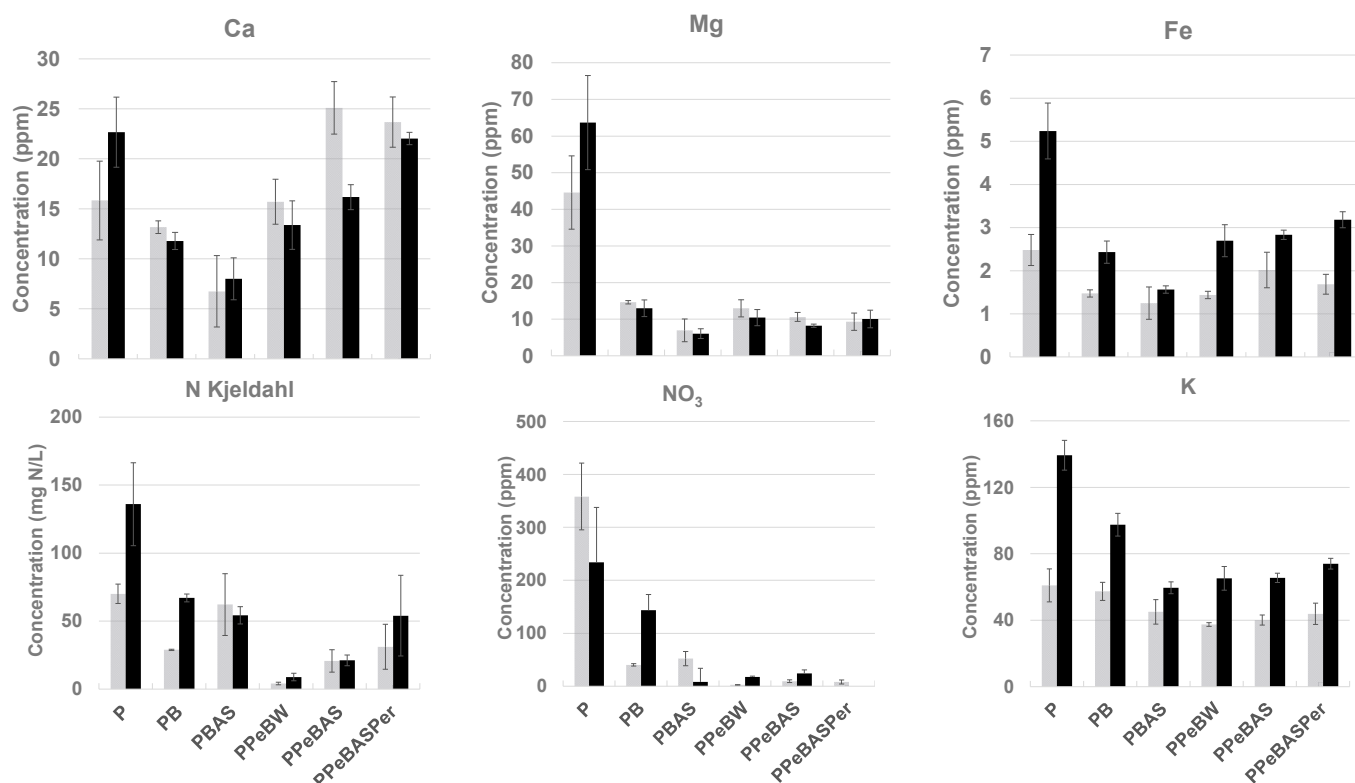 Ca
Concentration (ppm)
30
25
20
15
10
5
0
Mg
Concentration (ppm)
80
70
60
50
40
30
20
10
0
Fe
Concentration (ppm)
7
6
5
4
3
2
1
0
N Kjeldahl
Concentration (mg N/L)
200
150
100
50
0
P
PB
PBAS
PPeBW
PPeBAS
PPeBASPer
NO3
Concentration (ppm)
500
400
300
200
100
0
P
PB
PBAS
PPeBW
PPeBAS
PPeBASPer
K
Concentration (ppm)
160
120
80
40
0
P
PB
PBAS
PPeBW
PPeBAS
PPeBASPer